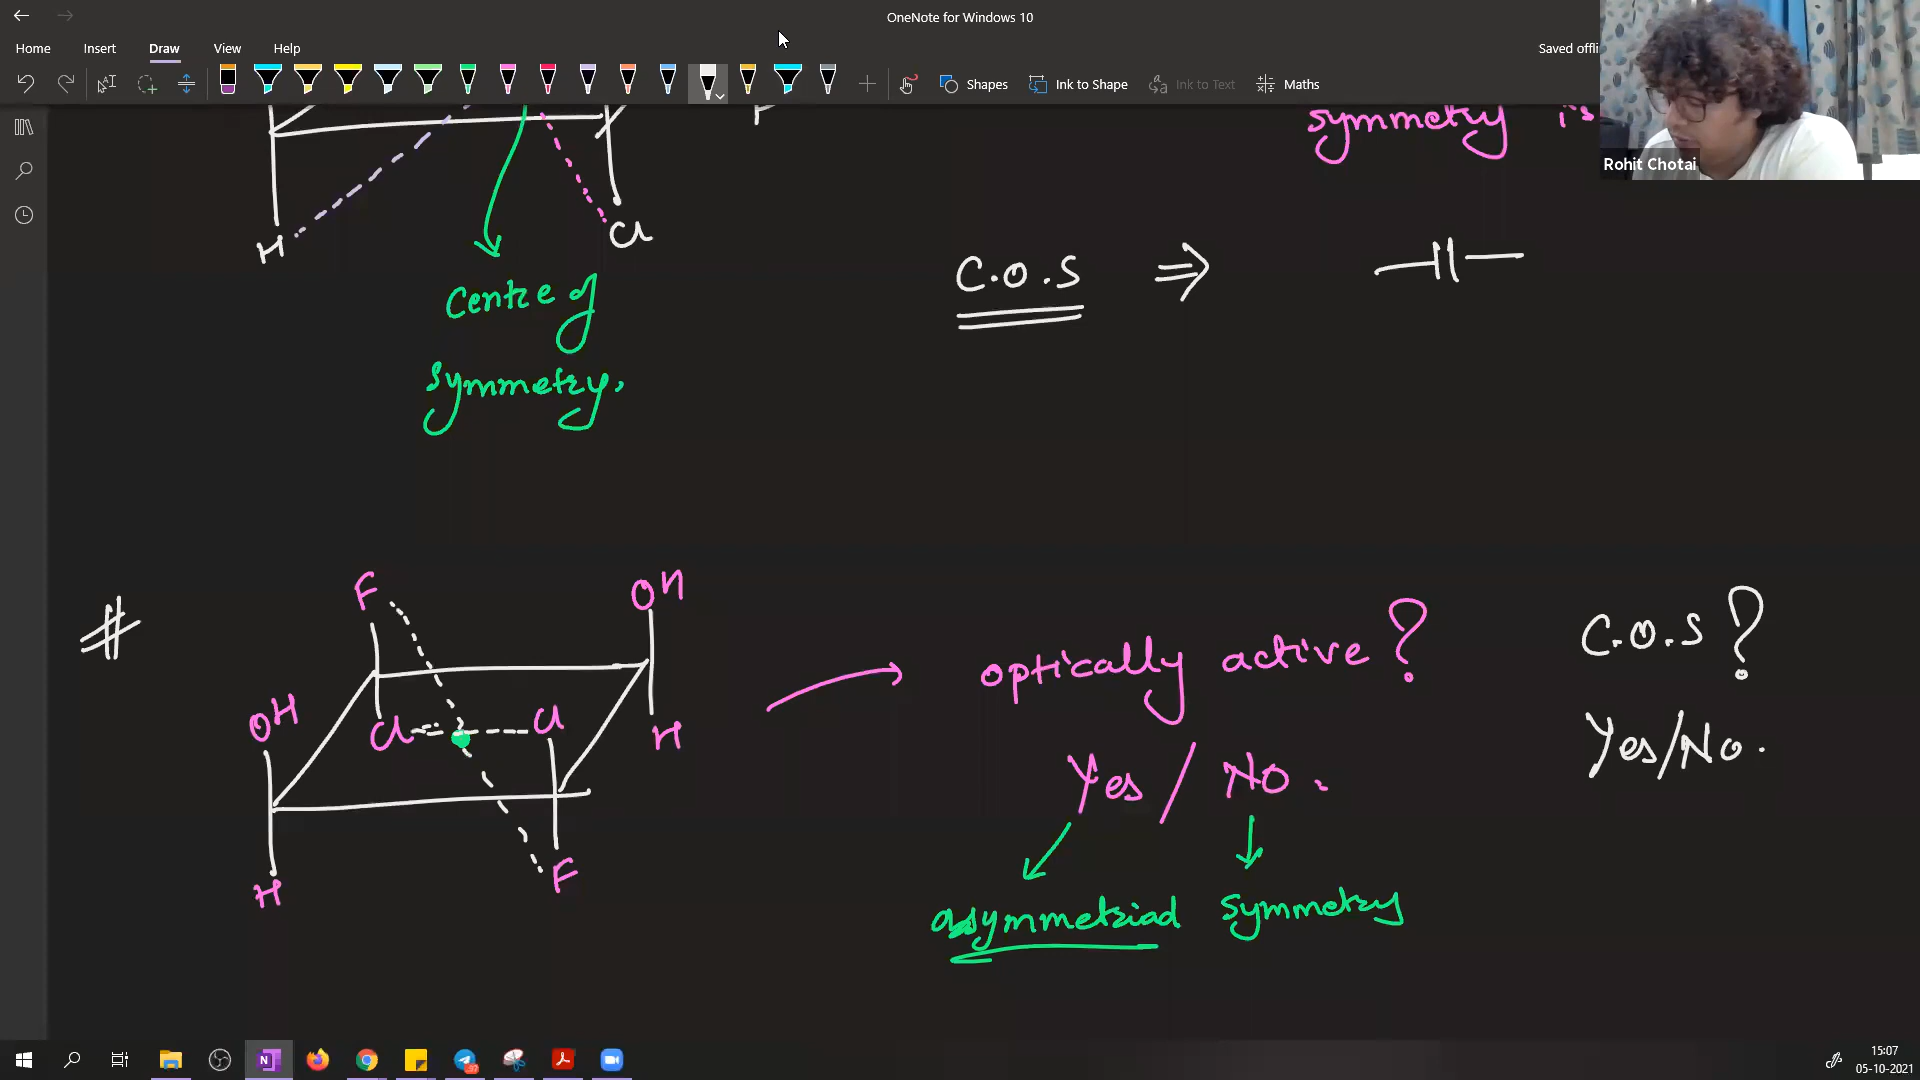 OneNote for Windows 10
Home Insert Draw View Help
Saved offli
Shapes Ink to Shape Ink to Text Maths
symmetry is
Rohit Chotai
H Cl
C.O.S ⇒
Centre of
symmetry.
#
F OH
optically active?
C.O.S?
OH Cl Cl H
Yes / No.
Yes/No.
H F
asymmetrical symmetry
15:07
05-10-2021